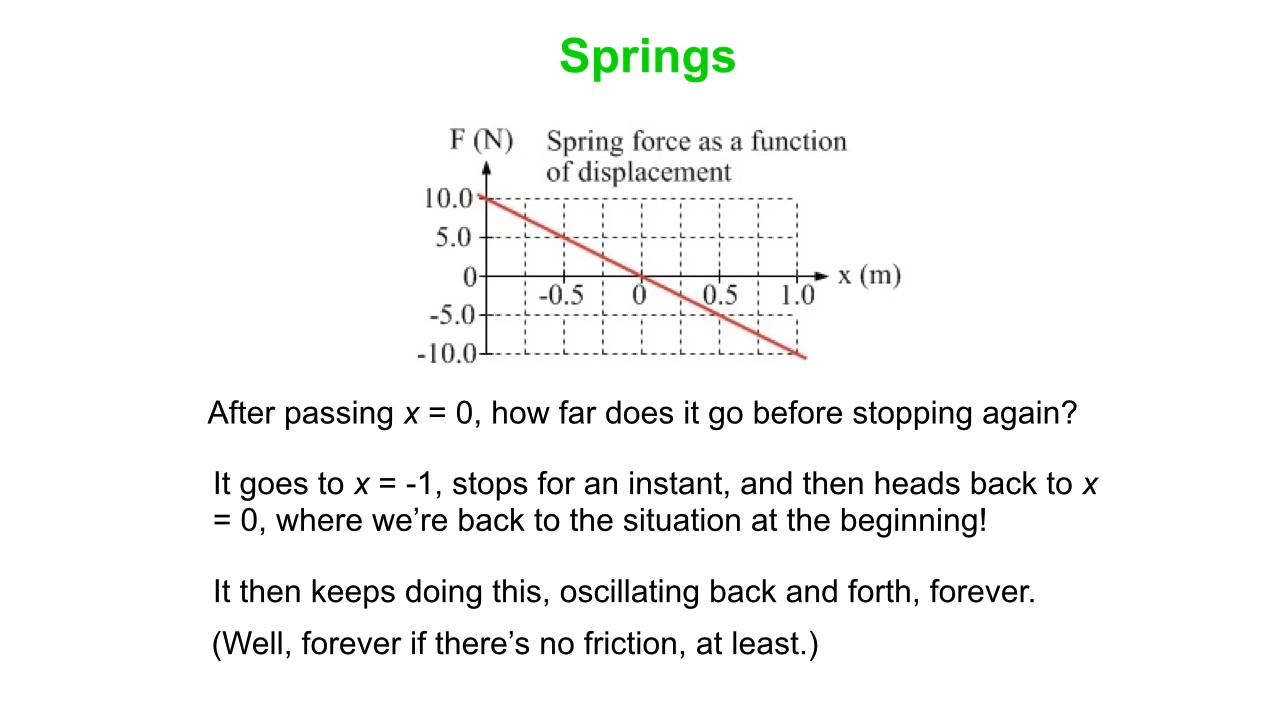 Springs
F (N)
Spring force as a function
of displacement
10.0
5.0
0
-5.0
-10.0
-0.5
0
0.5
1.0
x (m)
After passing x = 0, how far does it go before stopping again?
It goes to x = -1, stops for an instant, and then heads back to x
= 0, where we’re back to the situation at the beginning!
It then keeps doing this, oscillating back and forth, forever.
(Well, forever if there’s no friction, at least.)